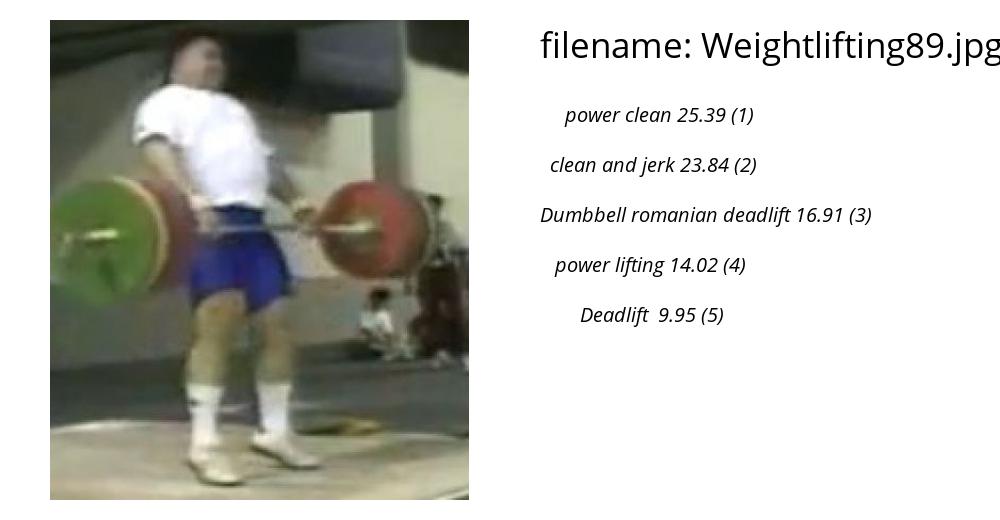 filename: Weightlifting89.jpg
power clean 25.39 (1)
clean and jerk 23.84 (2)
Dumbbell romanian deadlift 16.91 (3)
power lifting 14.02 (4)
Deadlift 9.95 (5)